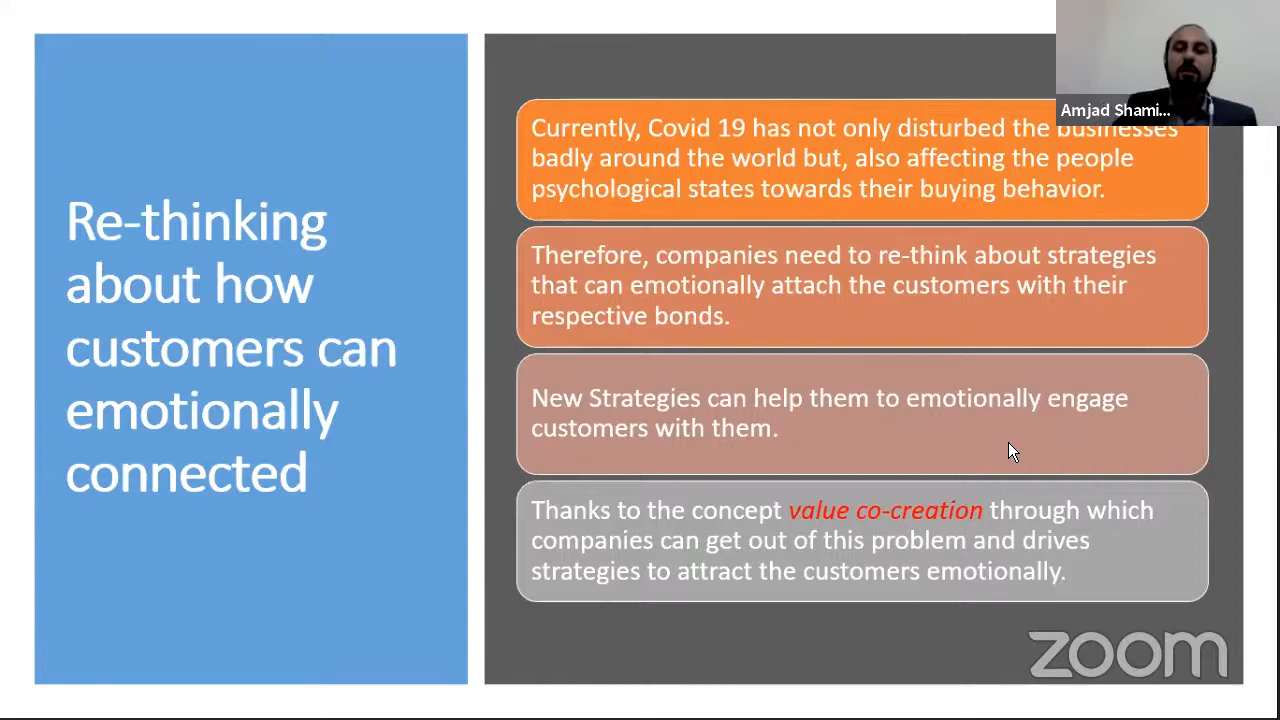 Re-thinking
about how
customers can
emotionally
connected
Currently, Covid 19 has not only disturbed the businesses
badly around the world but, also affecting the people
psychological states towards their buying behavior.
Therefore, companies need to re-think about strategies
that can emotionally attach the customers with their
respective bonds.
New Strategies can help them to emotionally engage
customers with them.
Thanks to the concept value co-creation through which
companies can get out of this problem and drives
strategies to attract the customers emotionally.
Amjad Shami...
zoom